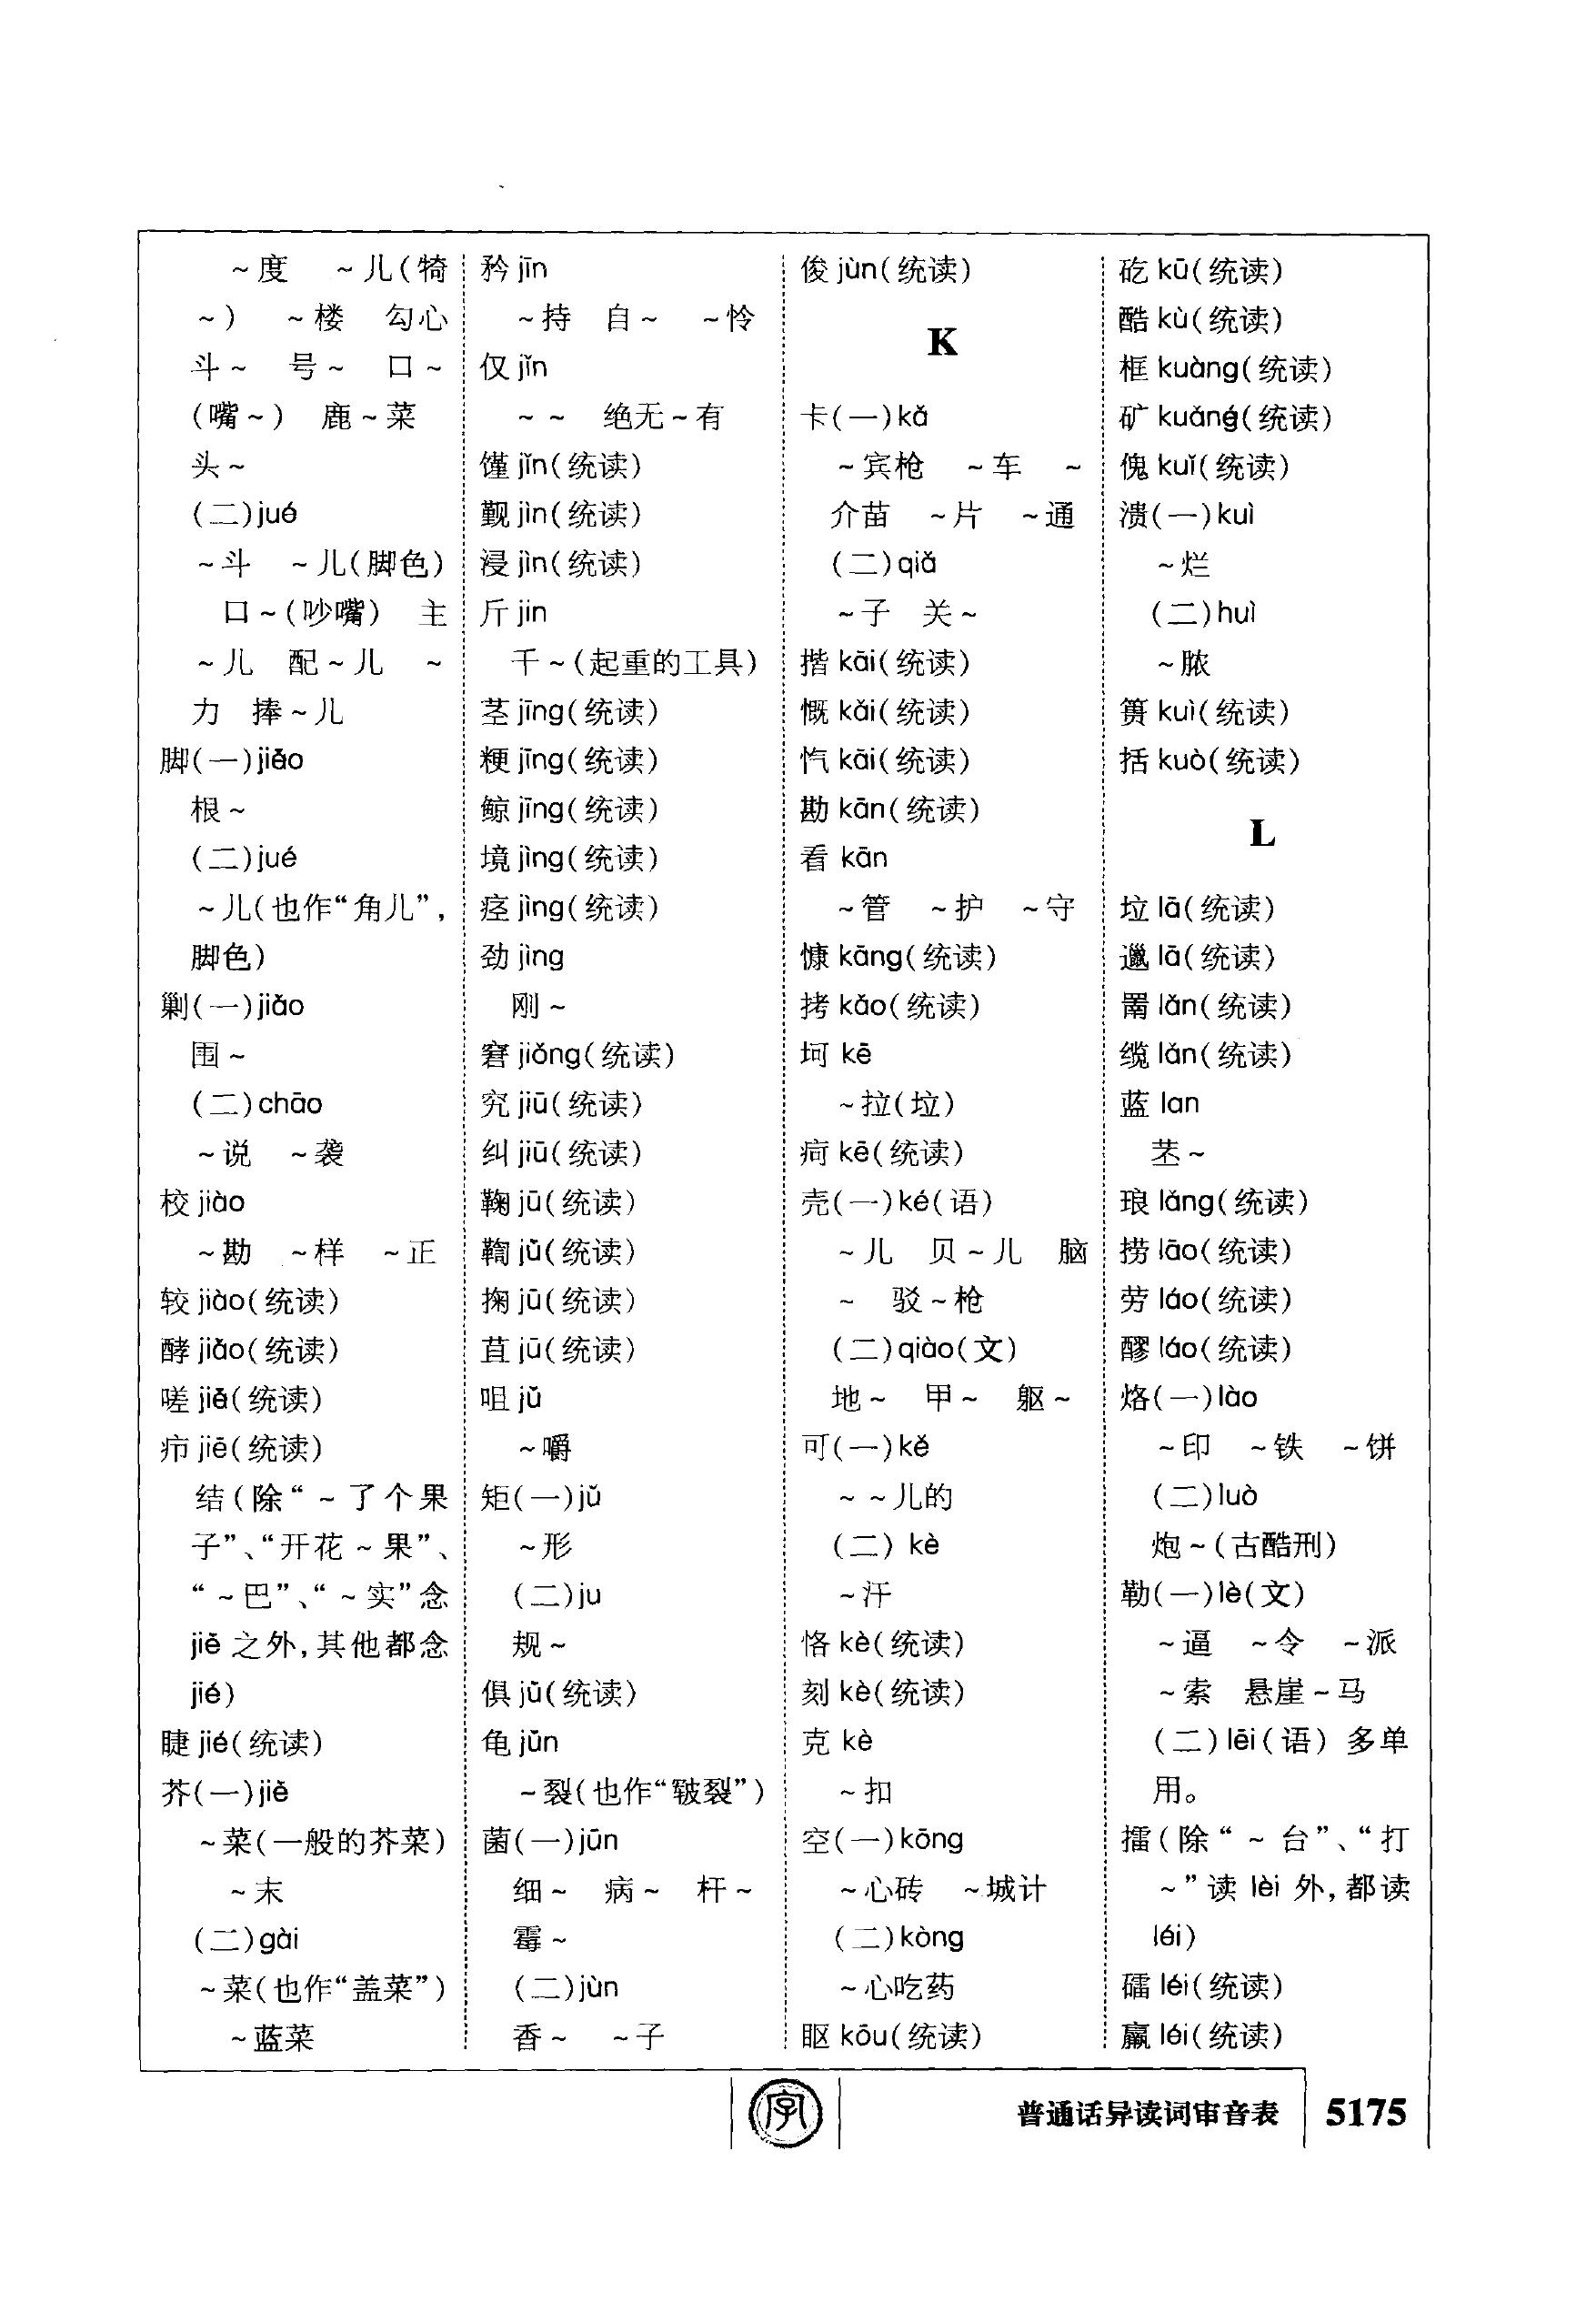 ~度 ~儿(犄
~) ~楼 勾心
斗~ 号~ 口~
(嘴~) 鹿~菜
头~
(二)jué
~斗 ~儿(脚色)
口~(吵嘴) 主
~儿 配~儿 ~
力 捧~儿
脚(一)jiǎo
根~
(二)jué
~儿(也作“角儿”,
脚色)
剿(一)jiǎo
围~
(二)chāo
~说 ~袭
校 jiào
~勘 ~样 ~正
较 jiào(统读)
酵 jiào(统读)
嗟 jiē(统读)
疖 jiē(统读)
结(除“~了个果
子”、“开花~果”、
“~巴”、“~实”念
jiē 之外,其他都念
jié)
睫 jié(统读)
芥(一)jiè
~菜(一般的芥菜)
~末
(二)gài
~菜(也作“盖菜”)
~蓝菜
矜 jīn
~持 自~ ~怜
仅 jǐn
~~ 绝无~有
馑 jǐn(统读)
觐 jìn(统读)
浸 jìn(统读)
斤 jin
千~(起重的工具)
茎 jīng(统读)
粳 jīng(统读)
鲸 jīng(统读)
境 jìng(统读)
痉 jìng(统读)
劲 jìng
刚~
窘 jiǒng(统读)
究 jiū(统读)
纠 jiū(统读)
鞠 jū(统读)
鞫 jū(统读)
掬 jū(统读)
苴 jū(统读)
咀 jǔ
~嚼
矩(一)jǔ
~形
(二)ju
规~
俱 jù(统读)
龟 jūn
~裂(也作“皲裂”)
菌(一)jūn
细~ 病~ 杆~
霉~
(二)jùn
香~ ~子
俊 jùn(统读)
K
卡(一)kǎ
~宾枪 ~车 ~
介苗 ~片 ~通
(二)qiǎ
~子 关~
揩 kāi(统读)
慨 kǎi(统读)
忾 kài(统读)
勘 kān(统读)
看 kān
~管 ~护 ~守
慷 kāng(统读)
拷 kǎo(统读)
坷 kē
~拉(垃)
疴 kē(统读)
壳(一)ké(语)
~儿 贝~儿 脑
~ 驳~枪
(二)qiào(文)
地~ 甲~ 躯~
可(一)kě
~~儿的
(二) kè
~汗
恪 kè(统读)
刻 kè(统读)
克 kè
~扣
空(一)kōng
~心砖 ~城计
(二)kòng
~心吃药
眍 kōu(统读)
矻 kū(统读)
酷 kù(统读)
框 kuàng(统读)
矿 kuàng(统读)
傀 kuǐ(统读)
溃(一)kuì
~烂
(二)huì
~脓
篑 kuì(统读)
括 kuò(统读)
L
垃 lā(统读)
邋 lā(统读)
罱 lǎn(统读)
缆 lǎn(统读)
蓝 lan
苤~
琅 láng(统读)
捞 lāo(统读)
劳 láo(统读)
醪 láo(统读)
烙(一)lào
~印 ~铁 ~饼
(二)luò
炮~(古酷刑)
勒(一)lè(文)
~逼 ~令 ~派
~索 悬崖~马
(二)lēi(语) 多单
用。
擂(除“~台”、“打
~”读 lèi 外,都读
léi)
礌 léi(统读)
羸 léi(统读)
字
普通话异读词审音表 5175